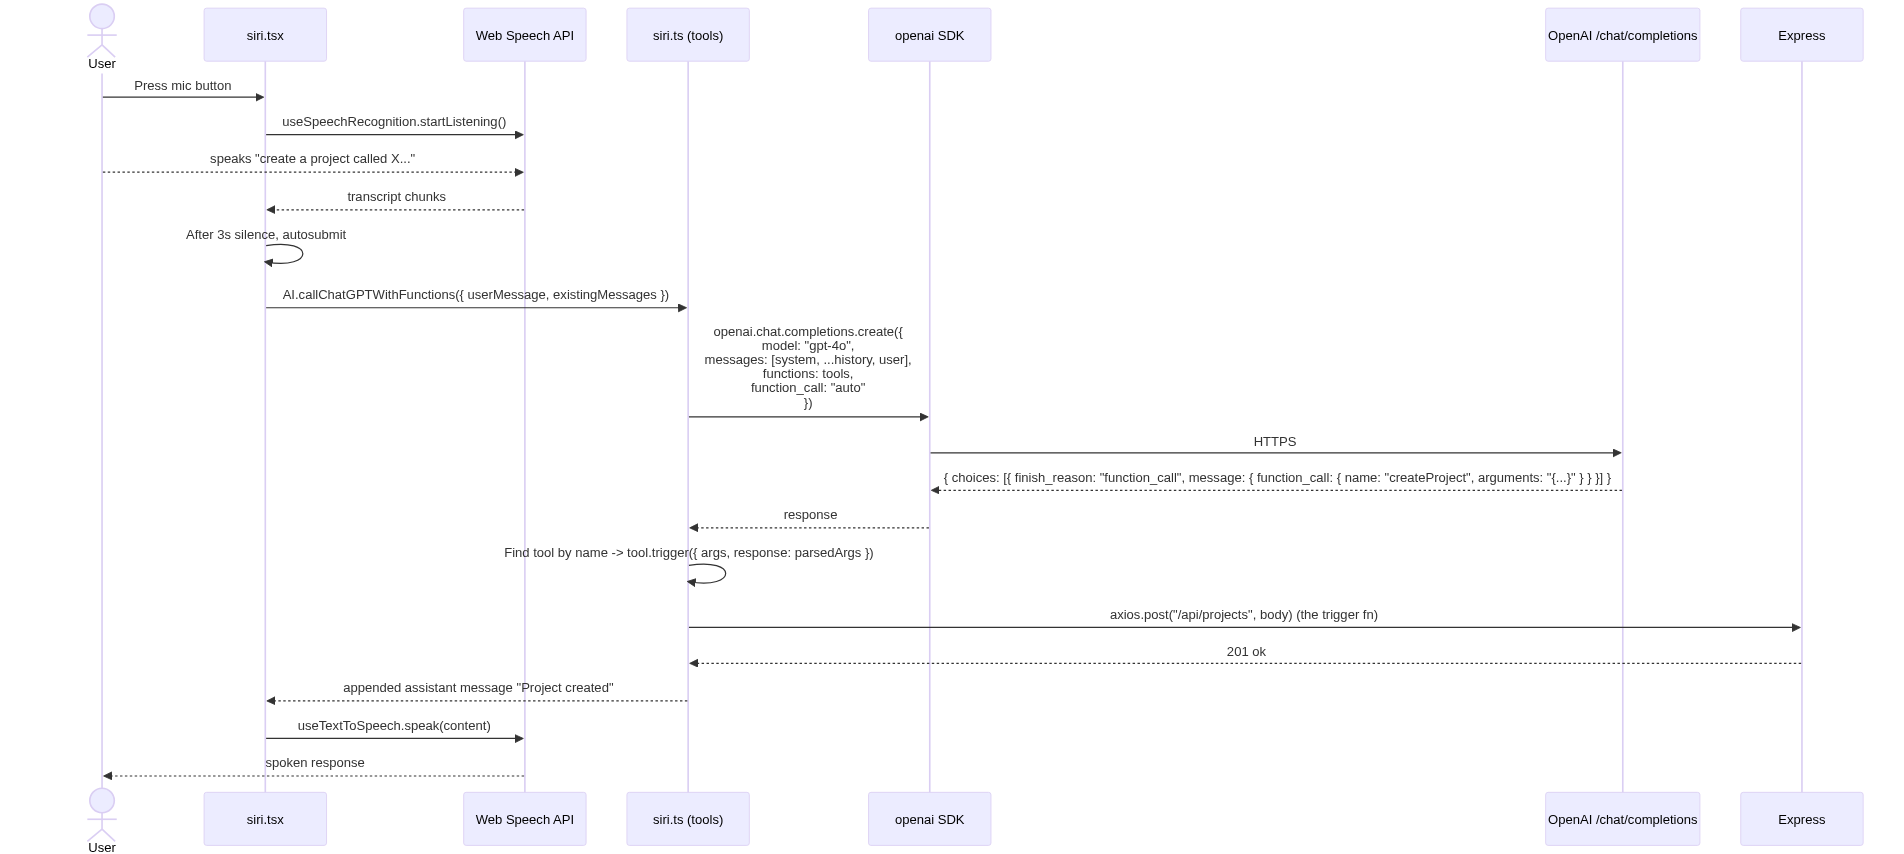 siri.tsx
Web Speech API
siri.ts (tools)
openai SDK
OpenAI /chat/completions
Express
User
Press mic button
useSpeechRecognition.startListening()
speaks "create a project called X..."
transcript chunks
After 3s silence, autosubmit
AI.callChatGPTWithFunctions({ userMessage, existingMessages })
openai.chat.completions.create({
model: "gpt-4o",
messages: [system, ...history, user],
functions: tools,
function_call: "auto"
})
HTTPS
{ choices: [{ finish_reason: "function_call", message: { function_call: { name: "createProject", arguments: "{...}" } } }] }
response
Find tool by name -> tool.trigger({ args, response: parsedArgs })
axios.post("/api/projects", body) (the trigger fn)
201 ok
appended assistant message "Project created"
useTextToSpeech.speak(content)
spoken response
siri.tsx
Web Speech API
siri.ts (tools)
openai SDK
OpenAI /chat/completions
Express
User